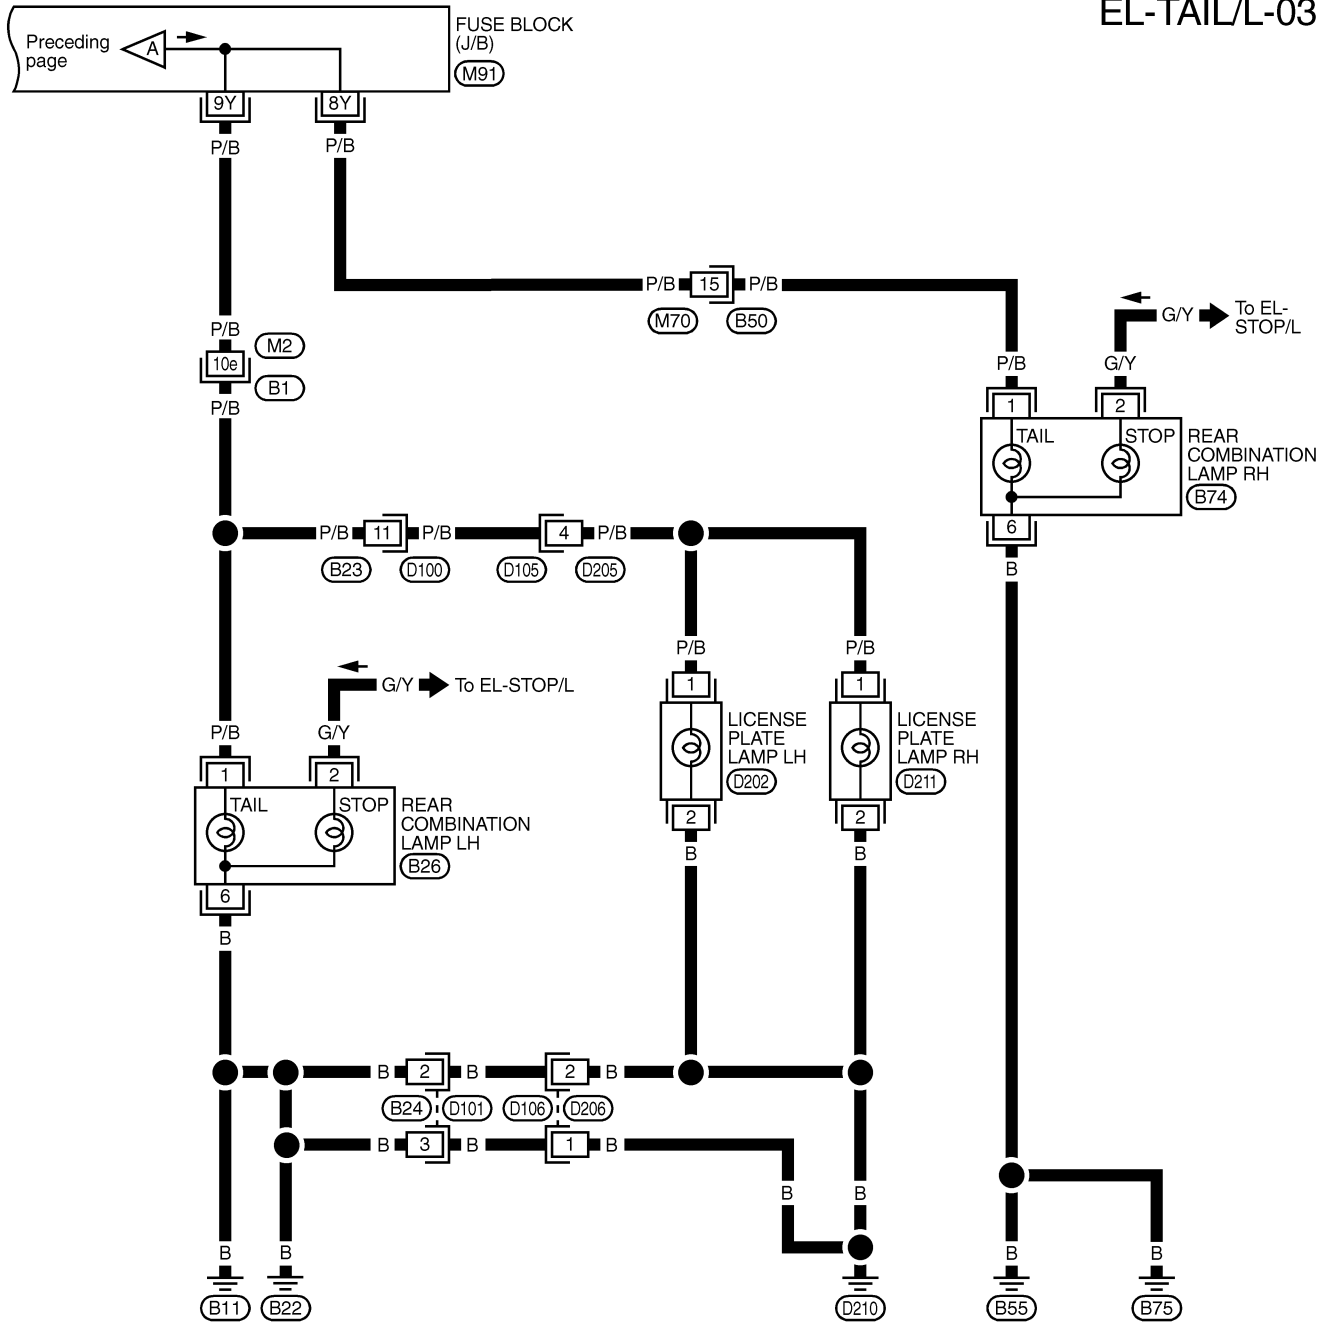 EL-TAIL/L-03
FUSE BLOCK
(J/B)
M91
Preceding
page
A
9Y
8Y
P/B
P/B
P/B
15
P/B
M70
B50
P/B
M2
10e
B1
P/B
G/Y
To EL-
STOP/L
P/B
G/Y
1
2
TAIL
STOP
REAR
COMBINATION
LAMP RH
B74
6
B
P/B
11
P/B
4
P/B
B23
D100
D105
D205
P/B
P/B
G/Y
To EL-STOP/L
P/B
G/Y
1
1
LICENSE
PLATE
LAMP LH
D202
LICENSE
PLATE
LAMP RH
D211
1
2
TAIL
STOP
REAR
COMBINATION
LAMP LH
B26
2
2
B
B
6
B
B
2
B
2
B
B24
D101
D106
D206
B
3
B
1
B
B
B
B
B
B
B
B11
B22
D210
B55
B75